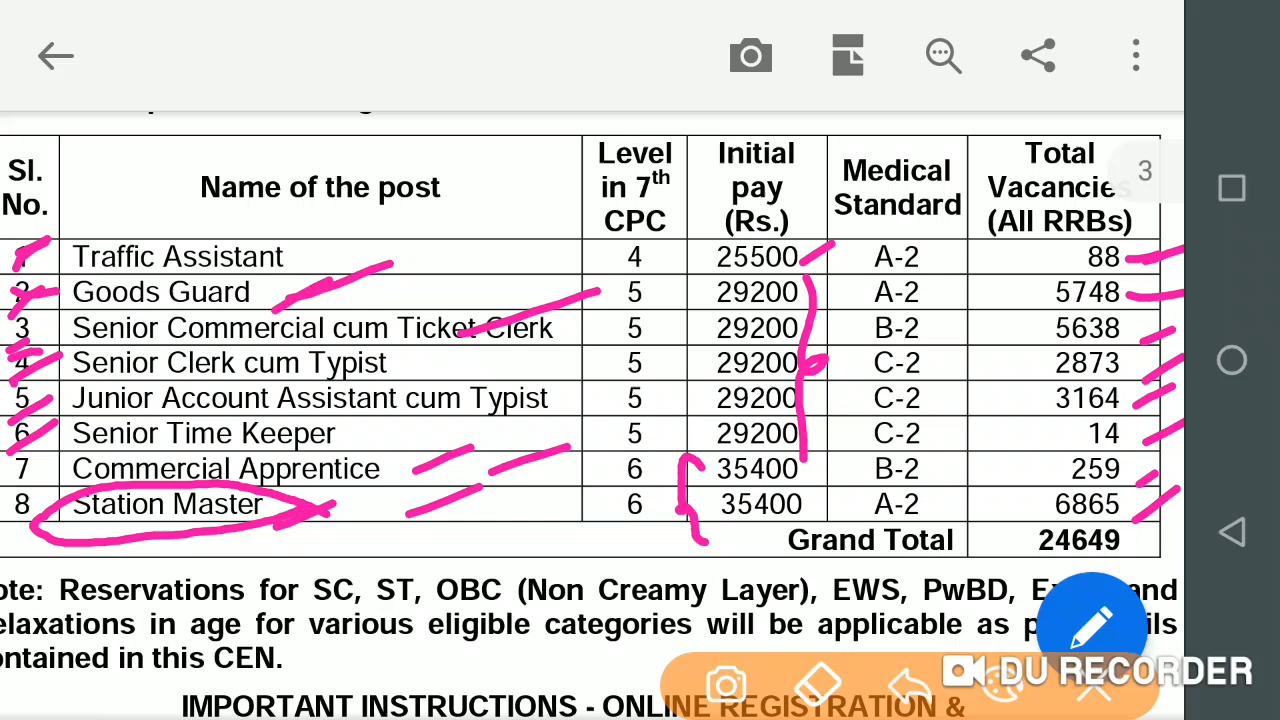 3
Sl. No. Name of the post Level in 7th CPC Initial pay (Rs.) Medical Standard Total Vacancies (All RRBs)
1 Traffic Assistant 4 25500 A-2 88
2 Goods Guard 5 29200 A-2 5748
3 Senior Commercial cum Ticket Clerk 5 29200 B-2 5638
4 Senior Clerk cum Typist 5 29200 C-2 2873
5 Junior Account Assistant cum Typist 5 29200 C-2 3164
6 Senior Time Keeper 5 29200 C-2 14
7 Commercial Apprentice 6 35400 B-2 259
8 Station Master 6 35400 A-2 6865
Grand Total 24649
ote: Reservations for SC, ST, OBC (Non Creamy Layer), EWS, PwBD, and
elaxations in age for various eligible categories will be applicable as
ontained in this CEN.
DU RECORDER
IMPORTANT INSTRUCTIONS - ONLINE REGISTRATION &